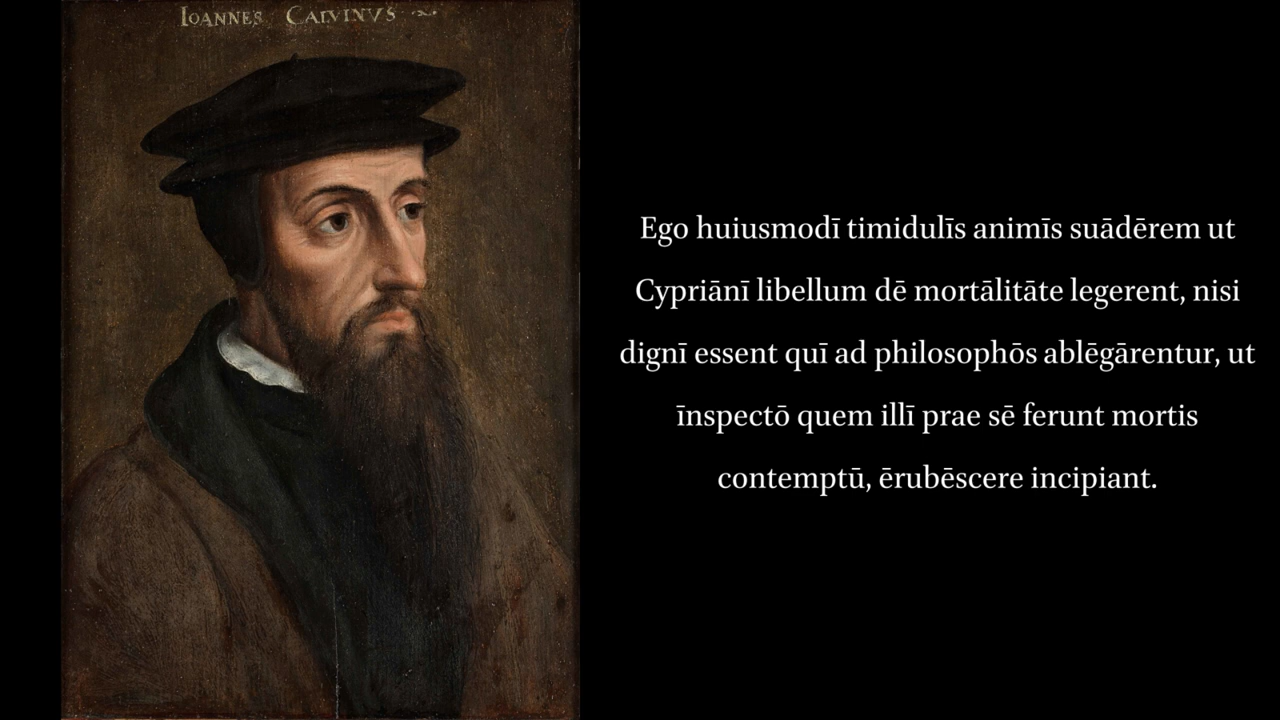 IOANNES CALVINVS
Ego huiusmodī timidulīs animīs suādērem ut
Cypriānī libellum dē mortālitāte legerent, nisi
dignī essent quī ad philosophōs ablēgārentur, ut
īnspectō quem illī prae sē ferunt mortis
contemptū, ērubēscere incipiant.